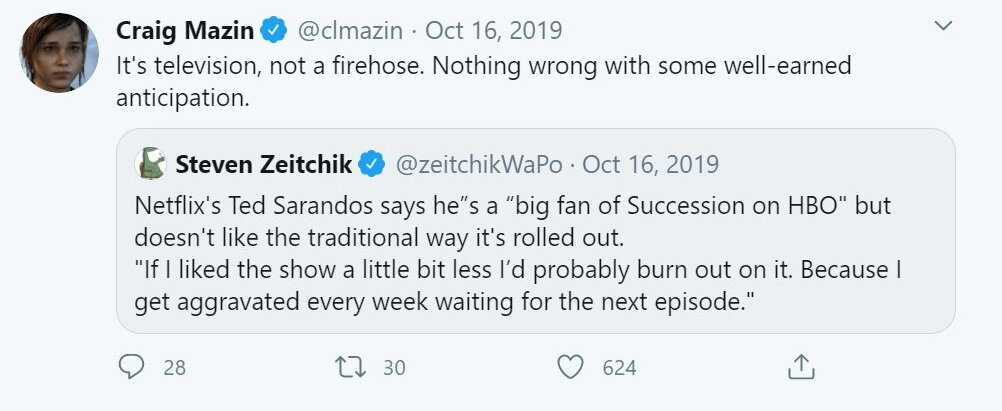 Craig Mazin @clmazin · Oct 16, 2019
It's television, not a firehose. Nothing wrong with some well-earned
anticipation.
Steven Zeitchik @zeitchikWaPo · Oct 16, 2019
Netflix's Ted Sarandos says he”s a “big fan of Succession on HBO" but
doesn't like the traditional way it's rolled out.
"If I liked the show a little bit less I’d probably burn out on it. Because I
get aggravated every week waiting for the next episode."
28 30 624